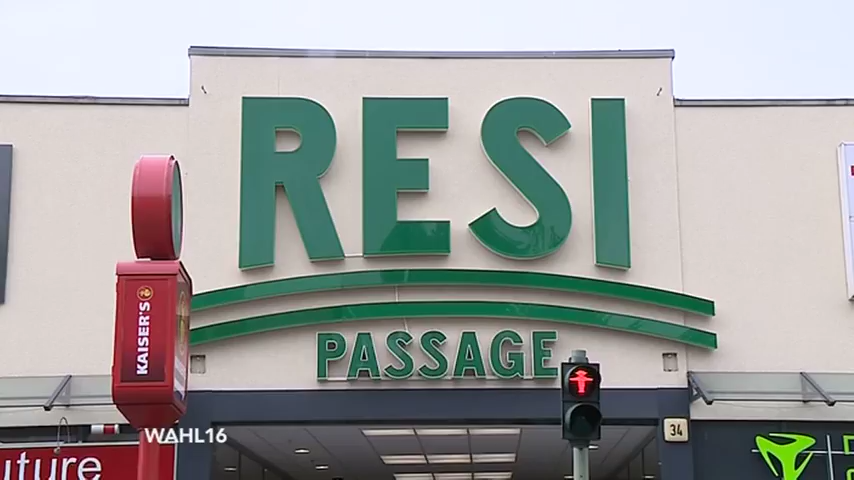 RESI
PASSAGE
KAISER'S
34
WAHL16
uture